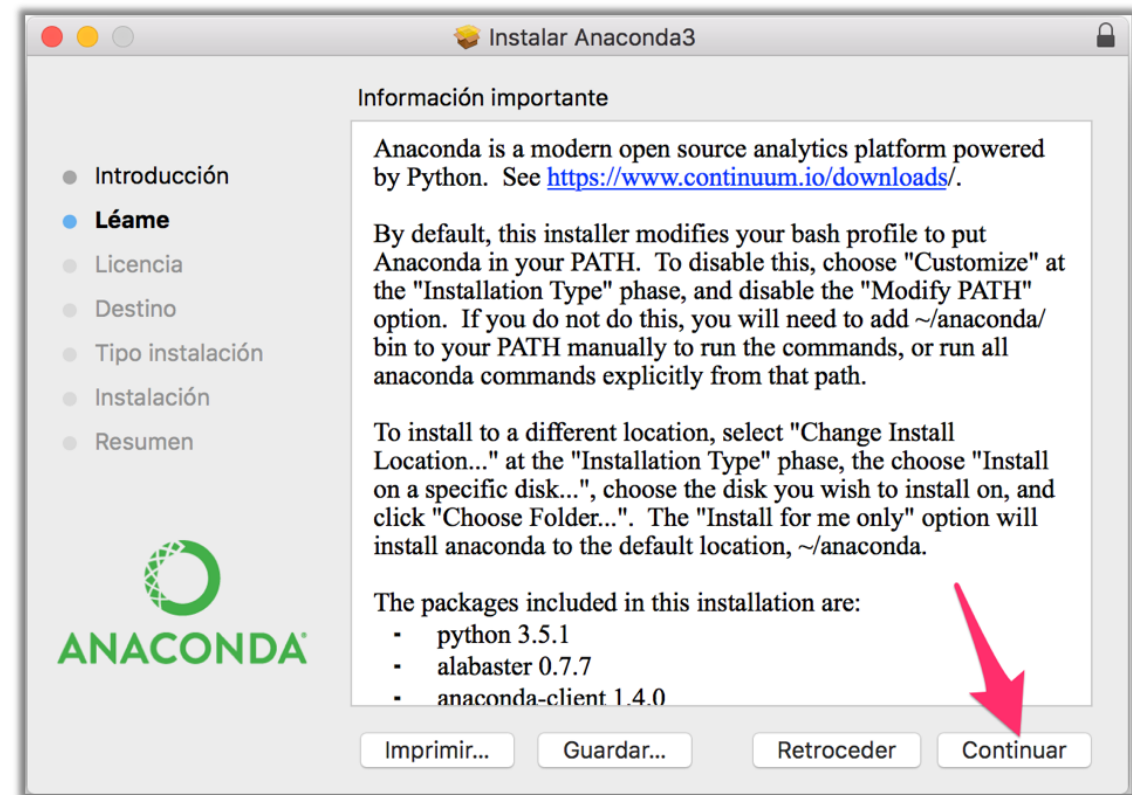 Instalar Anaconda3
Información importante
Introducción
Léame
Licencia
Destino
Tipo instalación
Instalación
Resumen
ANACONDA
Anaconda is a modern open source analytics platform powered
by Python.  See https://www.continuum.io/downloads/.
By default, this installer modifies your bash profile to put
Anaconda in your PATH.  To disable this, choose "Customize" at
the "Installation Type" phase, and disable the "Modify PATH"
option.  If you do not do this, you will need to add ~/anaconda/
bin to your PATH manually to run the commands, or run all
anaconda commands explicitly from that path.
To install to a different location, select "Change Install
Location..." at the "Installation Type" phase, the choose "Install
on a specific disk...", choose the disk you wish to install on, and
click "Choose Folder...".  The "Install for me only" option will
install anaconda to the default location, ~/anaconda.
The packages included in this installation are:
- python 3.5.1
- alabaster 0.7.7
- anaconda-client 1.4.0
Imprimir...
Guardar...
Retroceder
Continuar